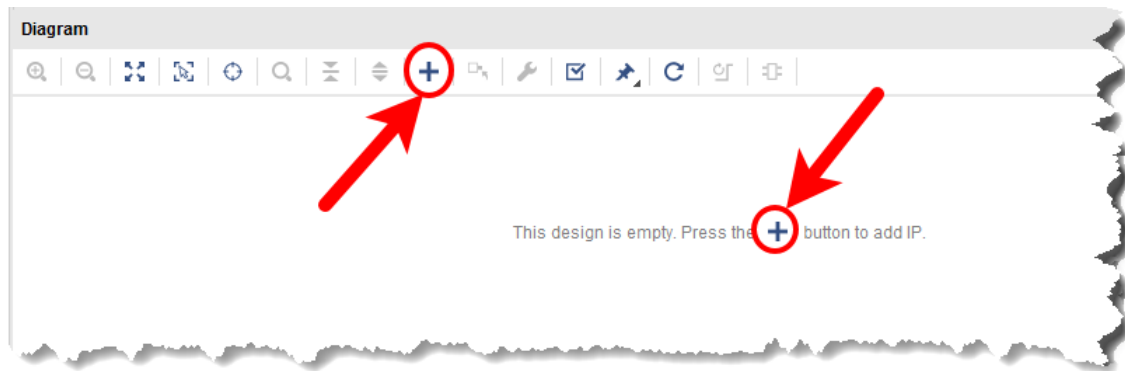 Diagram
This design is empty. Press the + button to add IP.